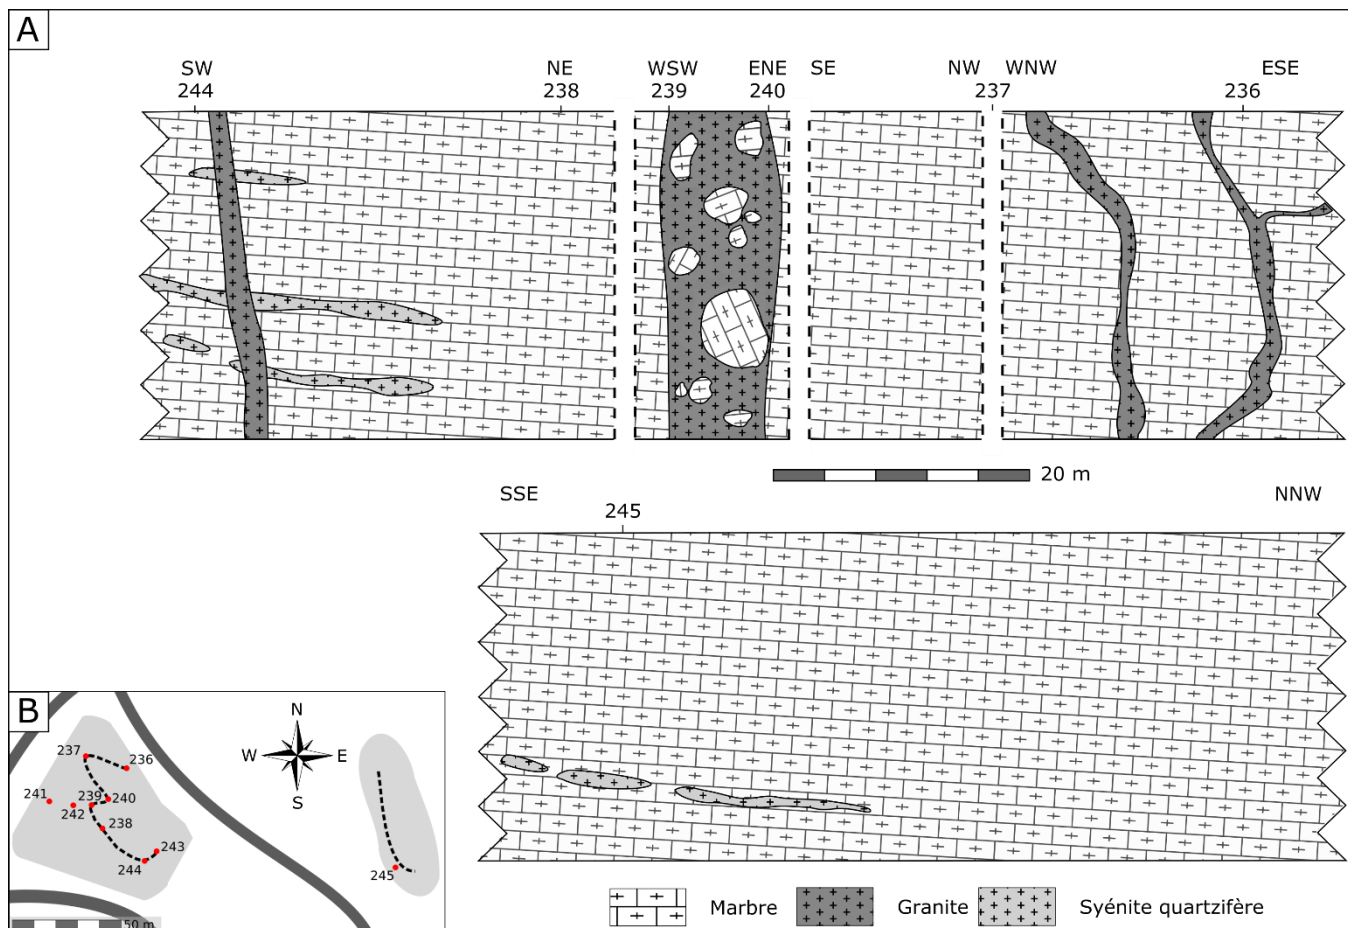 A
SW NE WSW ENE SE NW WNW ESE
244 238 239 240 237 236
20 m
SSE NNW
245
B
N
W E
S
237 236
241 239 240
242
238
243
244
245
50 m
Marbre Granite Syénite quartzifère